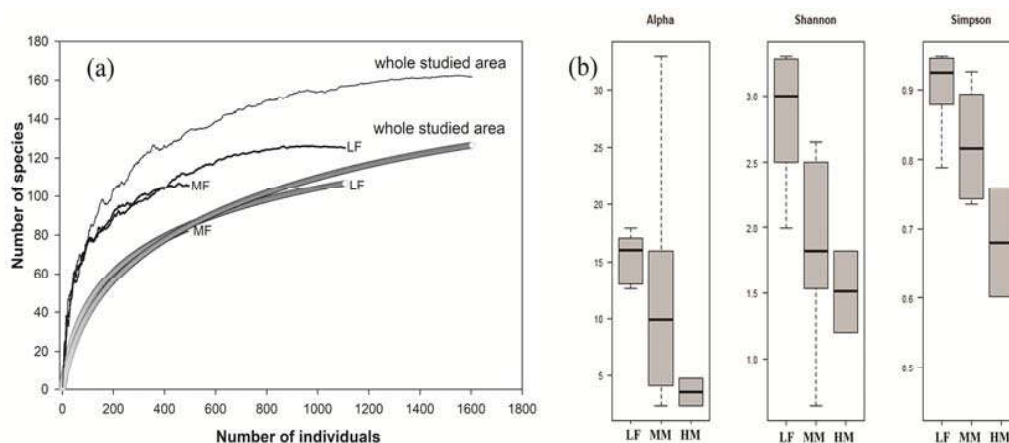 (a)
Number of species
180
160
140
120
100
80
60
40
20
0
whole studied area
whole studied area
LF
MF
LF
MF
0 200 400 600 800 1000 1200 1400 1600 1800
Number of individuals
(b)
Alpha
30
25
20
15
10
5
LF MM HM
Shannon
3.0
2.5
2.0
1.5
1.0
LF MM HM
Simpson
0.9
0.8
0.7
0.6
0.5
LF MM HM